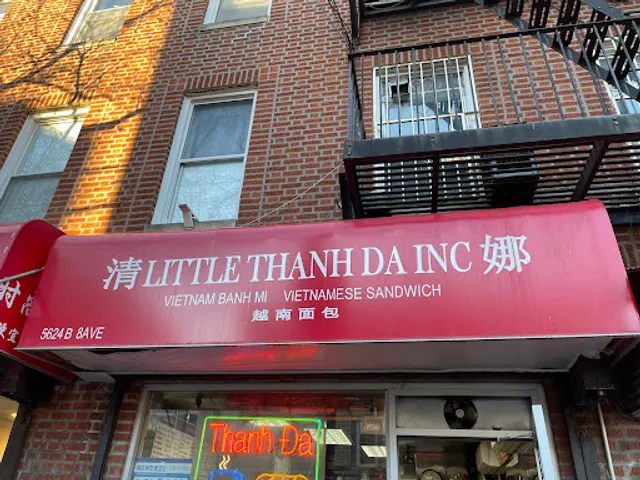 清 LITTLE THANH DA INC 娜
VIETNAM BANH MI VIETNAMESE SANDWICH
越南面包
5624 B 8AVE
Thanh Da